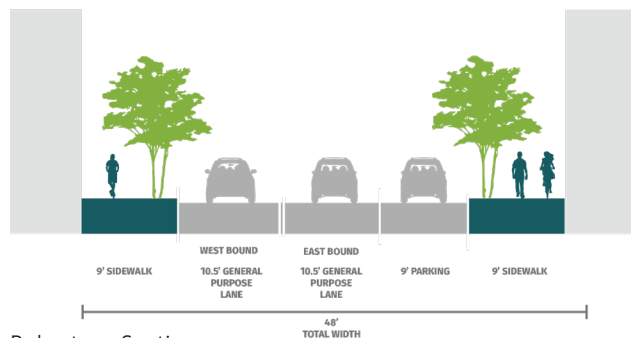 WEST BOUND
EAST BOUND
9' SIDEWALK
10.5' GENERAL
PURPOSE
LANE
10.5' GENERAL
PURPOSE
LANE
9' PARKING
9' SIDEWALK
48'
TOTAL WIDTH